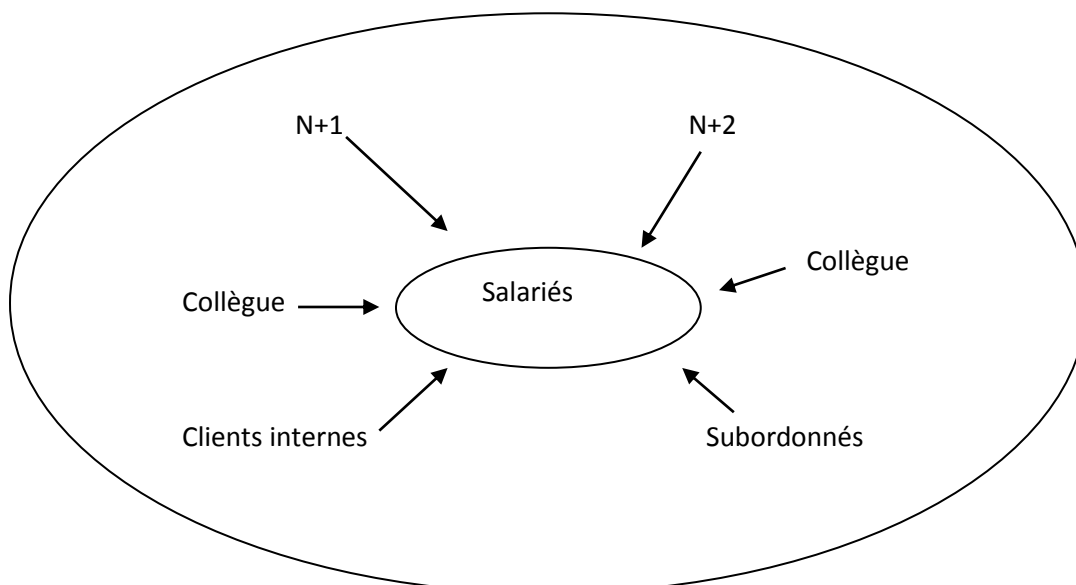 N+1
N+2
Collègue
Salariés
Collègue
Clients internes
Subordonnés